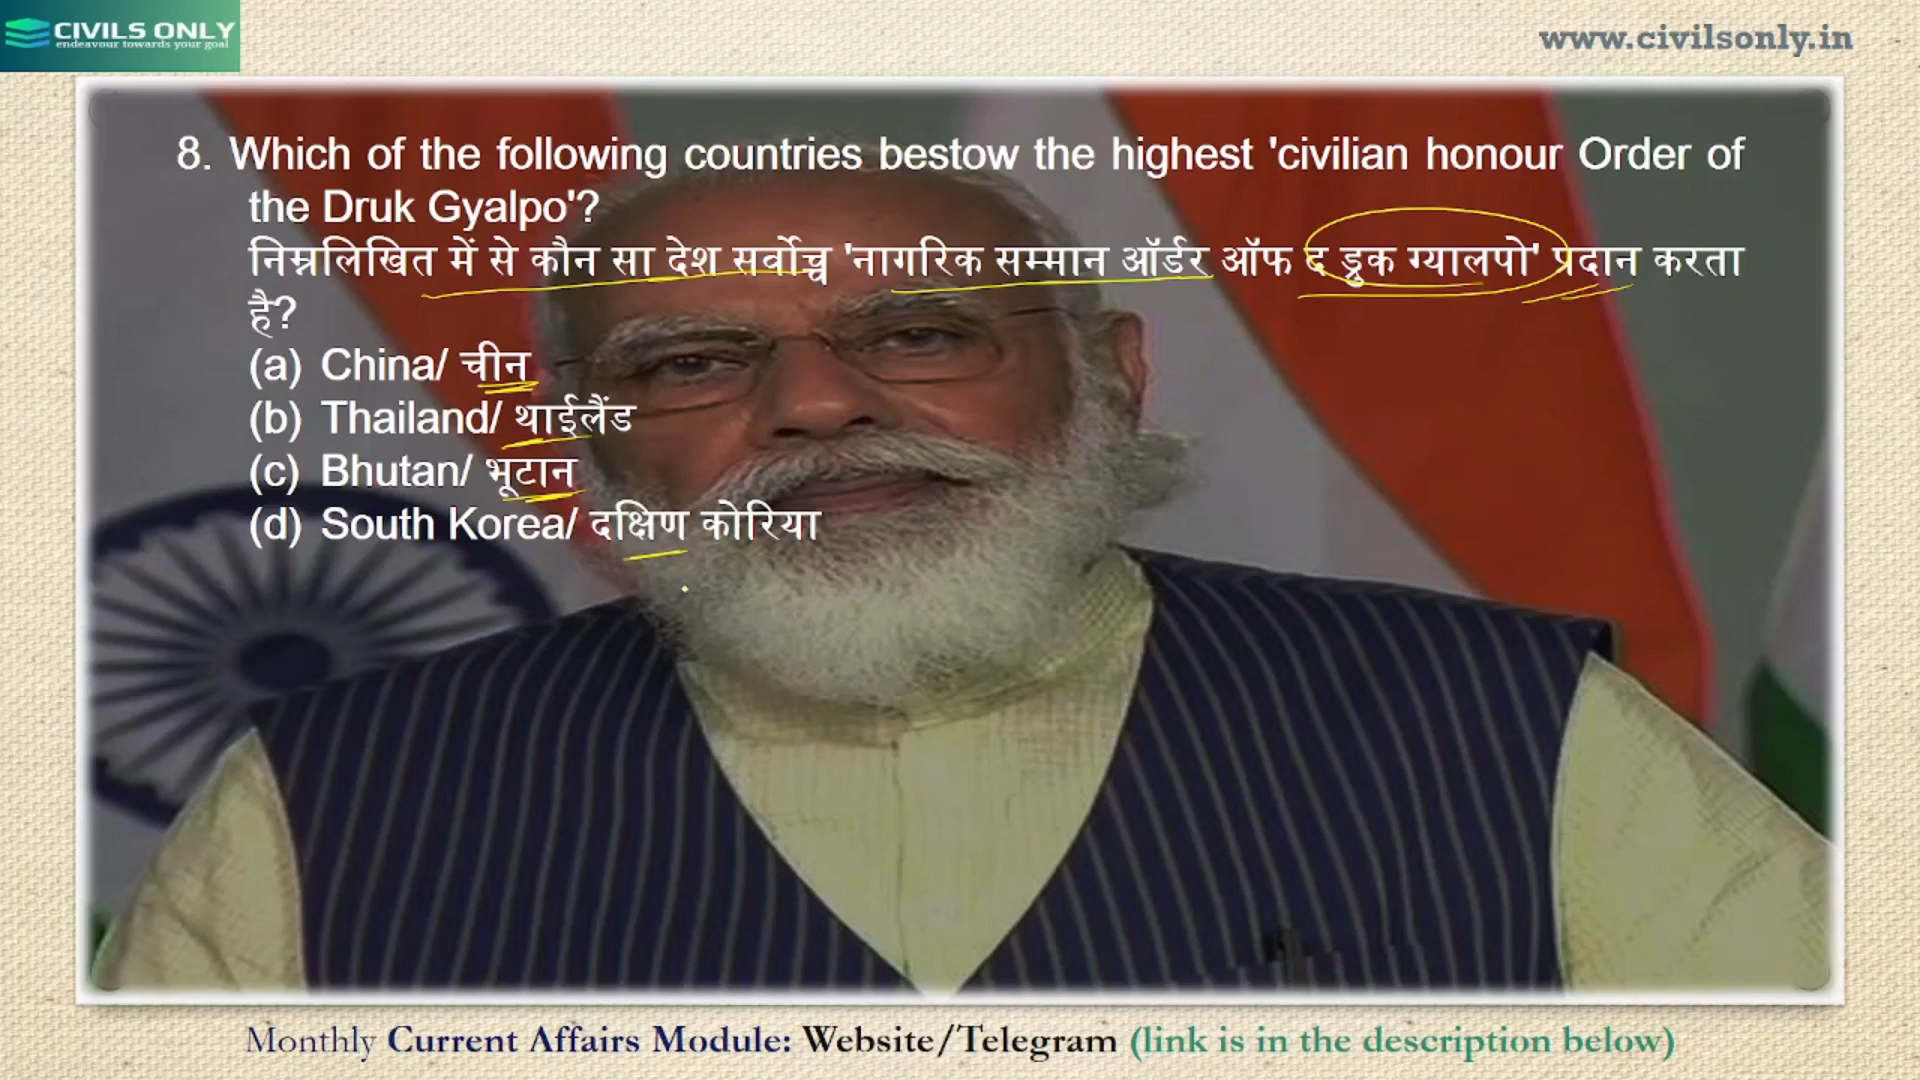 CIVILS ONLY
endeavour towards your goal
www.civilsonly.in
8. Which of the following countries bestow the highest 'civilian honour Order of
the Druk Gyalpo'?
निम्नलिखित में से कौन सा देश सर्वोच्च 'नागरिक सम्मान ऑर्डर ऑफ द ड्रुक ग्यालपो' प्रदान करता
है?
(a) China/ चीन
(b) Thailand/ थाईलैंड
(c) Bhutan/ भूटान
(d) South Korea/ दक्षिण कोरिया
Monthly Current Affairs Module: Website/Telegram (link is in the description below)